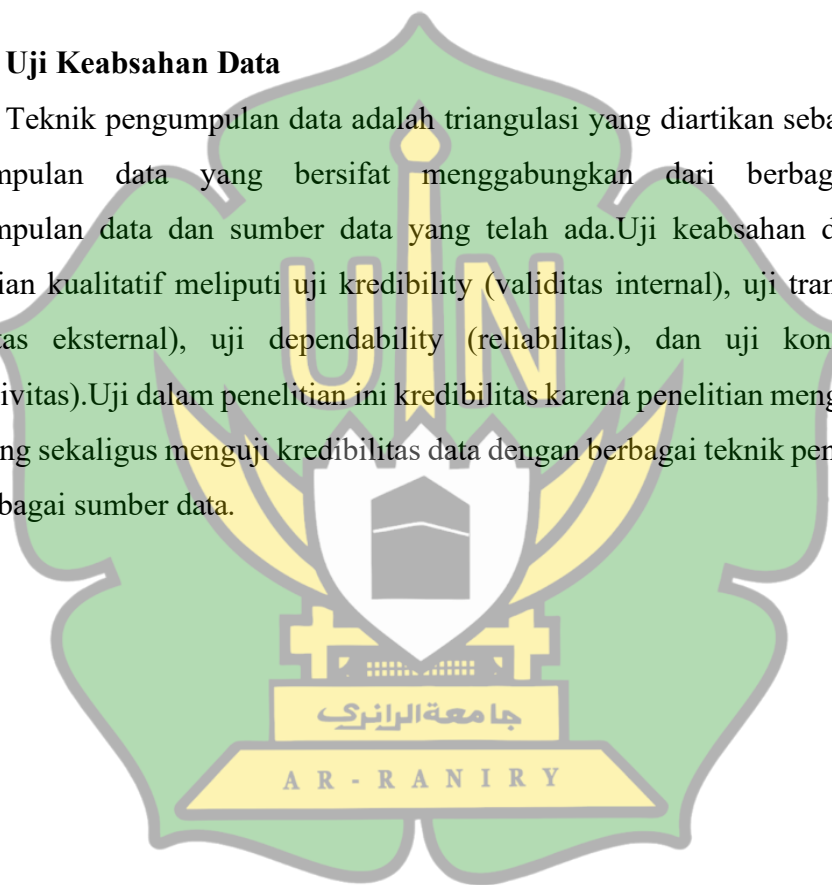 Uji Keabsahan Data
Teknik pengumpulan data adalah triangulasi yang diartikan seba
mpulan data yang bersifat menggabungkan dari berbag
mpulan data dan sumber data yang telah ada.Uji keabsahan d
ian kualitatif meliputi uji kredibility (validitas internal), uji tran
tas eksternal), uji dependability (reliabilitas), dan uji kon
ivitas).Uji dalam penelitian ini kredibilitas karena penelitian meng
ng sekaligus menguji kredibilitas data dengan berbagai teknik pen
bagai sumber data.
UIN
جامعة الرانري
AR-RANIRY